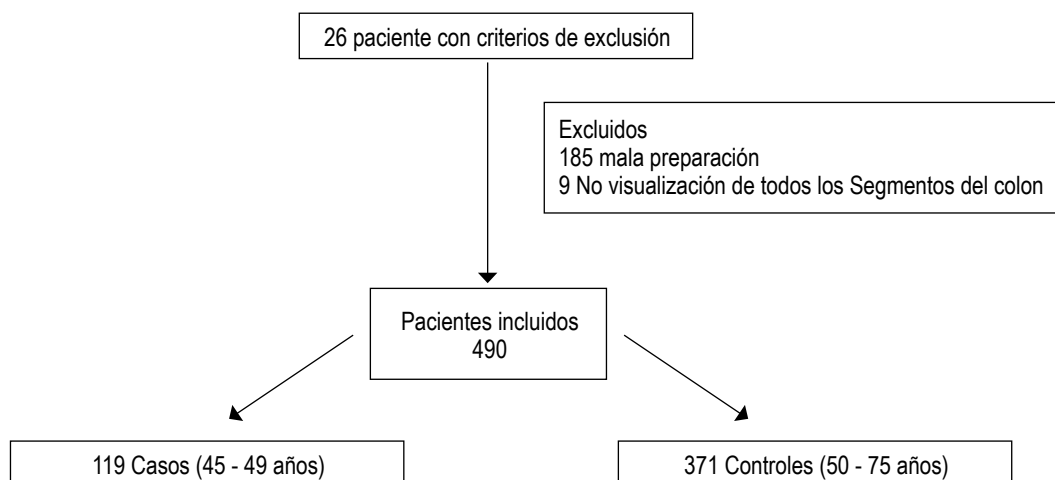 26 paciente con criterios de exclusión
Excluidos
185 mala preparación
9 No visualización de todos los Segmentos del colon
Pacientes incluidos
490
119 Casos (45 - 49 años)
371 Controles (50 - 75 años)